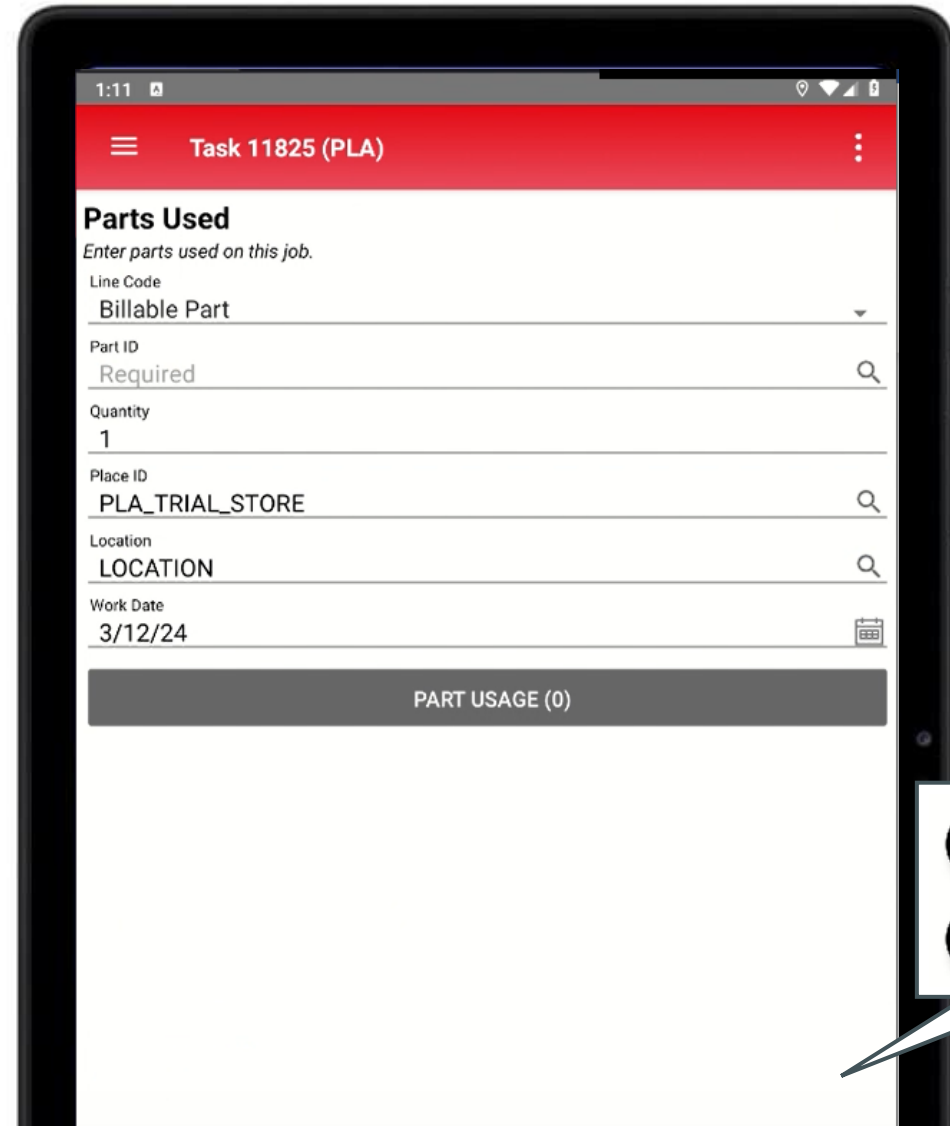 1:11
Task 11825 (PLA)
Parts Used
Enter parts used on this job.
Line Code
Billable Part
Part ID
Required
Quantity
1
Place ID
PLA_TRIAL_STORE
Location
LOCATION
Work Date
3/12/24
PART USAGE (0)